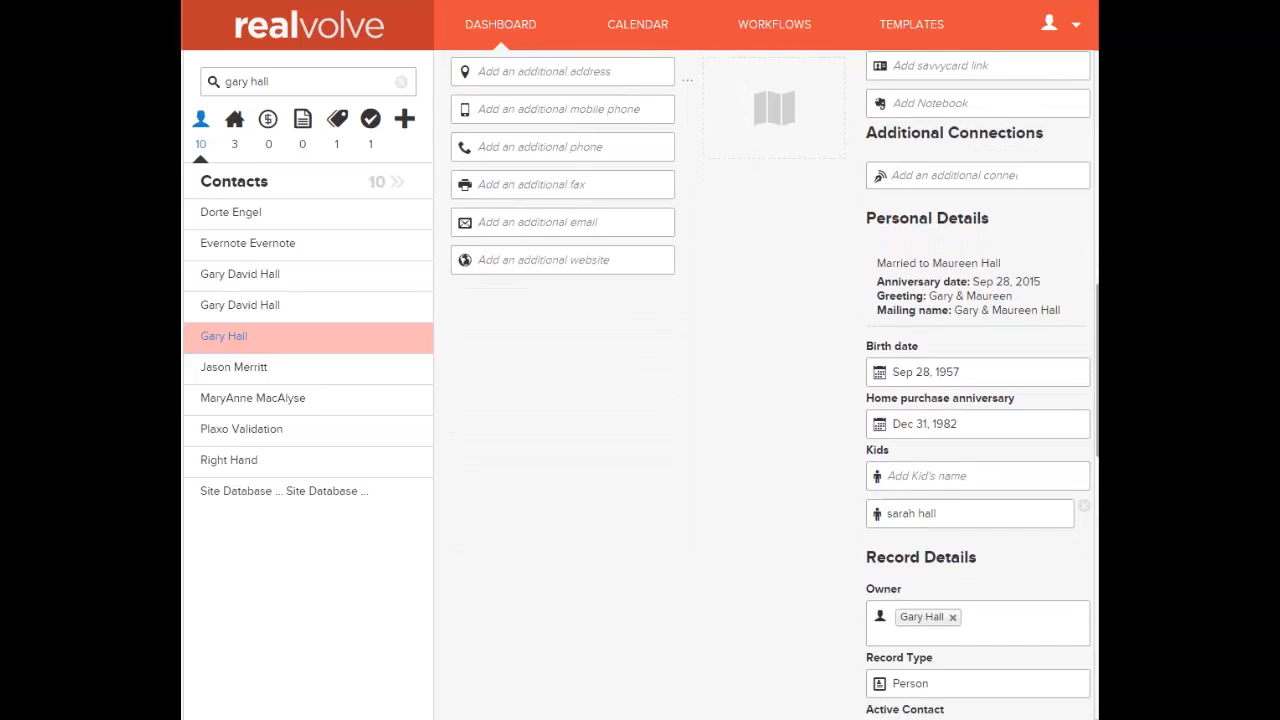 realvolve
DASHBOARD
CALENDAR
WORKFLOWS
TEMPLATES
gary hall
10
3
0
0
1
1
Contacts
10
Dorte Engel
Evernote Evernote
Gary David Hall
Gary David Hall
Gary Hall
Jason Merritt
MaryAnne MacAlyse
Plaxo Validation
Right Hand
Site Database ... Site Database ...
Add an additional address
...
Add an additional mobile phone
Add an additional phone
Add an additional fax
Add an additional email
Add an additional website
Add savvycard link
Add Notebook
Additional Connections
Add an additional connec
Personal Details
Married to Maureen Hall
Anniversary date: Sep 28, 2015
Greeting: Gary & Maureen
Mailing name: Gary & Maureen Hall
Birth date
Sep 28, 1957
Home purchase anniversary
Dec 31, 1982
Kids
Add Kid's name
sarah hall
Record Details
Owner
Gary Hall
Record Type
Person
Active Contact